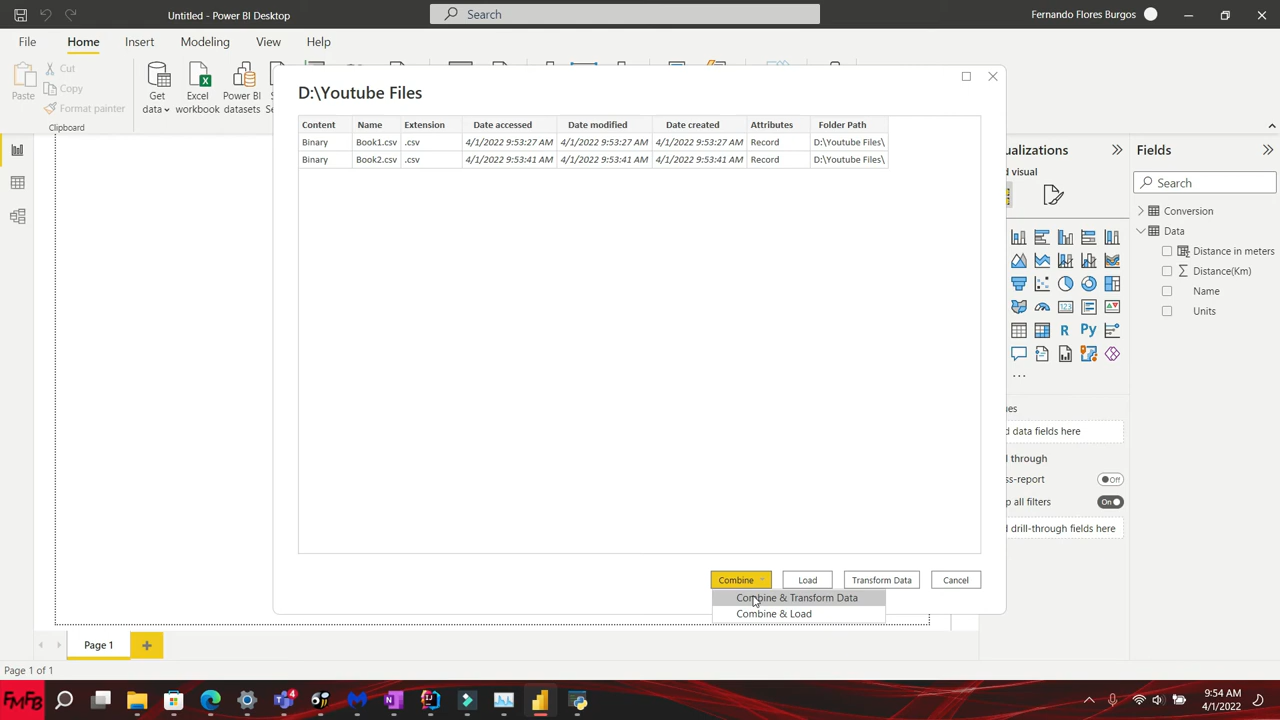 Untitled - Power BI Desktop
Search
Fernando Flores Burgos
File
Home
Insert
Modeling
View
Help
Paste
Cut
Copy
Format painter
Clipboard
Get data
Excel workbook
Power BI datasets
D:\Youtube Files
Content Name Extension Date accessed Date modified Date created Attributes Folder Path
Binary Book1.csv .csv 4/1/2022 9:53:27 AM 4/1/2022 9:53:27 AM 4/1/2022 9:53:27 AM Record D:\Youtube Files\
Binary Book2.csv .csv 4/1/2022 9:53:41 AM 4/1/2022 9:53:41 AM 4/1/2022 9:53:41 AM Record D:\Youtube Files\
Combine
Load
Transform Data
Cancel
Combine & Transform Data
Combine & Load
ualizations
d visual
123
R
Py
ues
d data fields here
through
ss-report
Off
p all filters
On
d drill-through fields here
Fields
Search
Conversion
Data
Distance in meters
Distance(Km)
Name
Units
Page 1
Page 1 of 1
FMFB
4
9:54 AM
4/1/2022